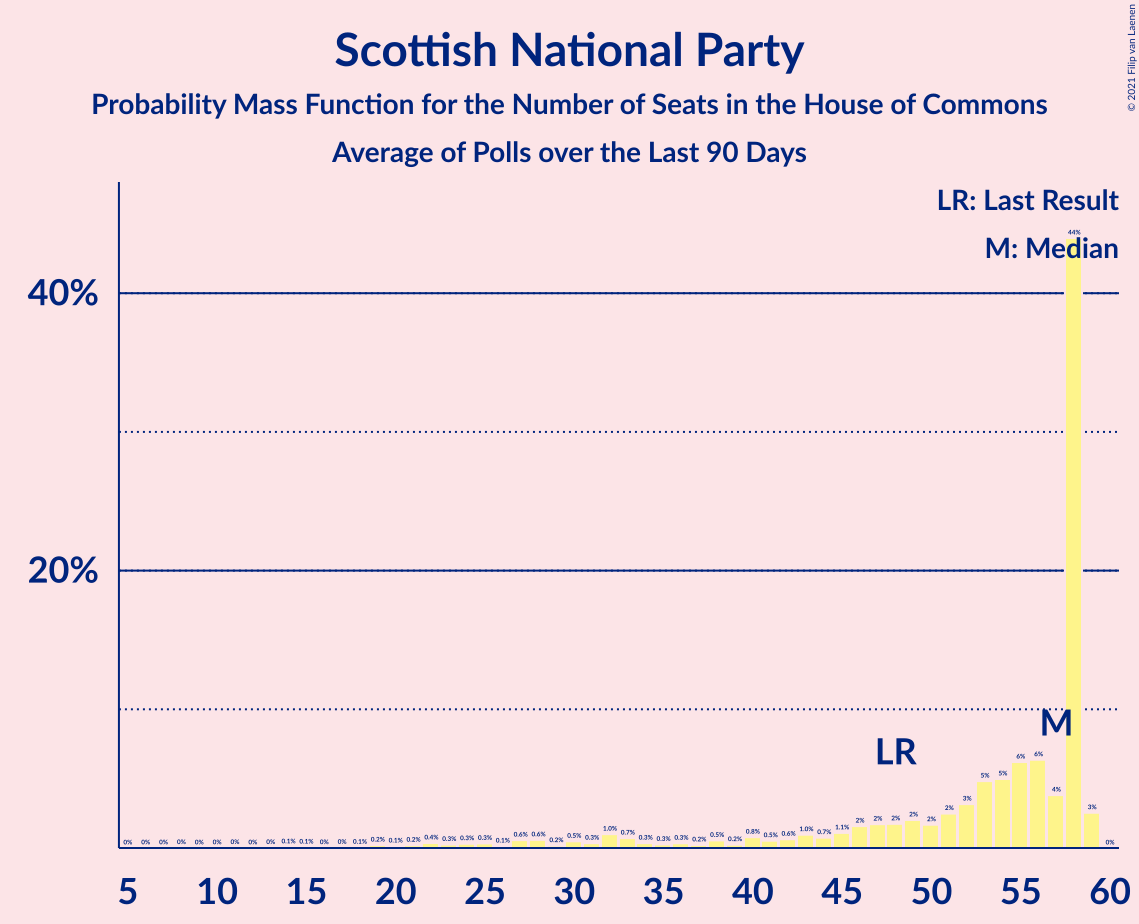 Scottish National Party
Probability Mass Function for the Number of Seats in the House of Commons
Average of Polls over the Last 90 Days
© 2021 Filip van Laenen
LR: Last Result
M: Median
40%
20%
0% 0% 0% 0% 0% 0% 0% 0% 0% 0.1% 0.1% 0% 0% 0.1% 0.2% 0.1% 0.2% 0.4% 0.3% 0.3% 0.3% 0.1% 0.6% 0.6% 0.2% 0.5% 0.3% 1.0% 0.7% 0.3% 0.3% 0.3% 0.2% 0.5% 0.2% 0.8% 0.5% 0.6% 1.0% 0.7% 1.1% 2% 2% 2% 2% 2% 2% 3% 5% 5% 6% 6% 4% 44% 3% 0%
LR
M
5 10 15 20 25 30 35 40 45 50 55 60